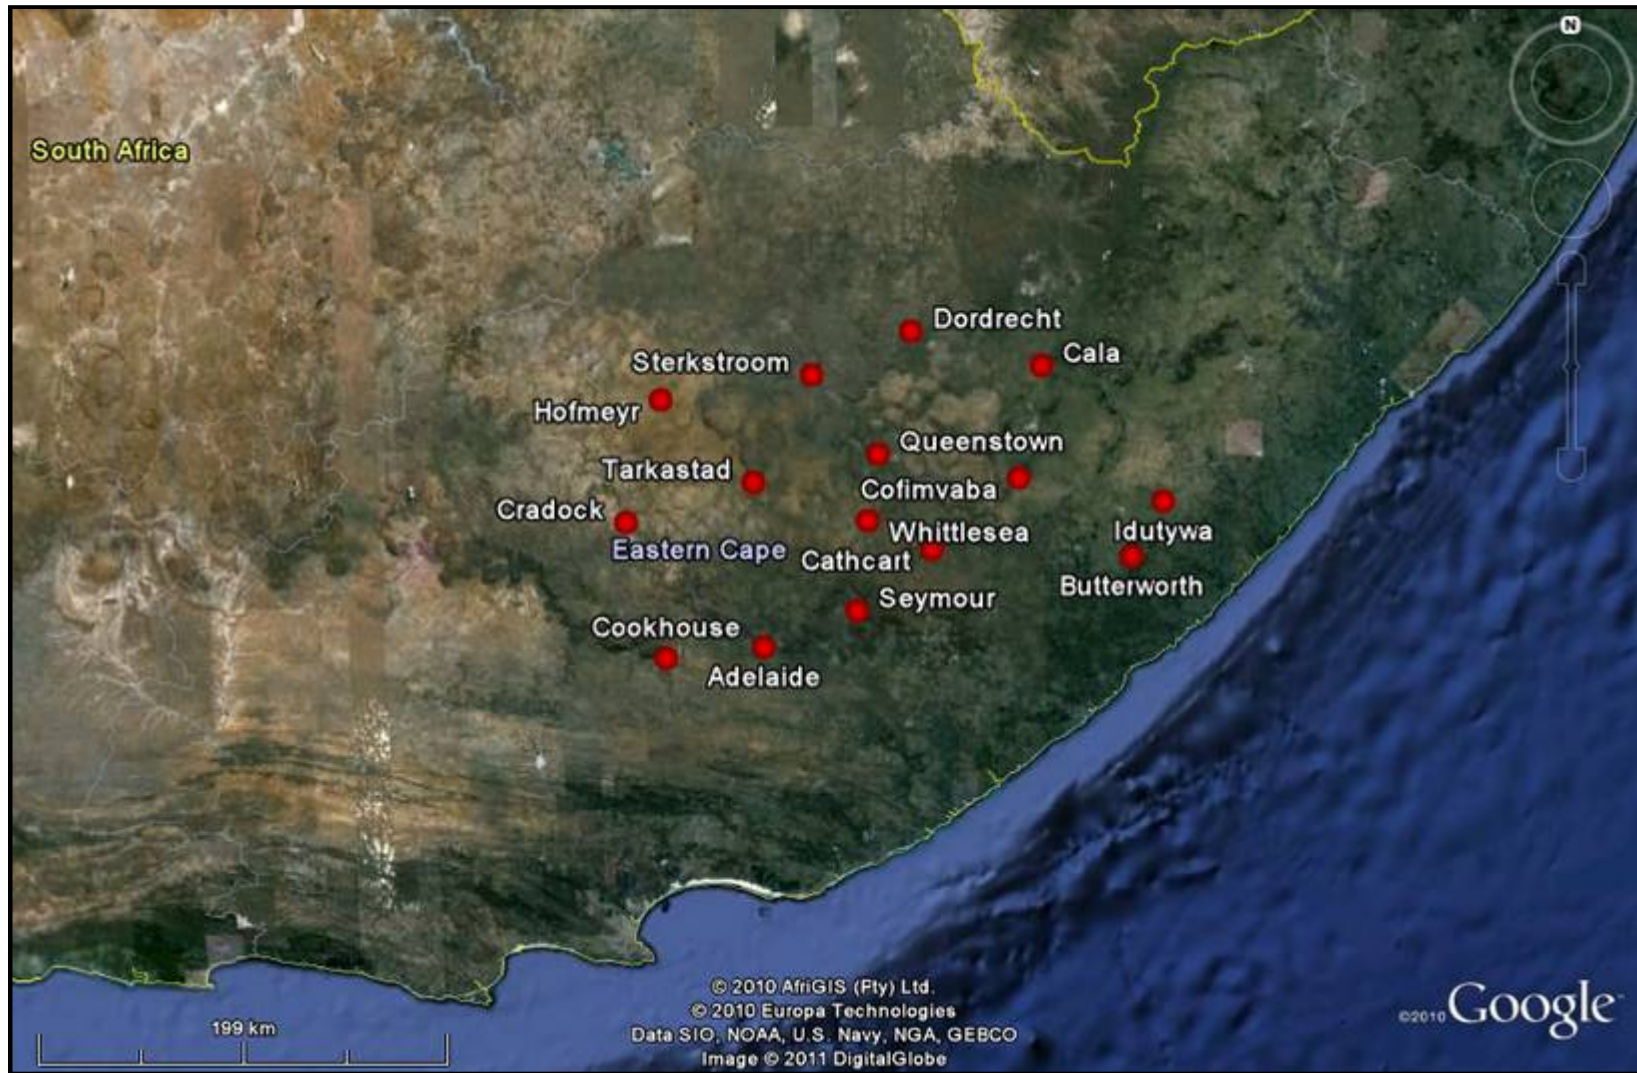 N
South Africa
Dordrecht
Cala
Sterkstroom
Hofmeyr
Queenstown
Tarkastad
Cofimvaba
Cradock
Whittlesea
Idutywa
Eastern Cape
Cathcart
Butterworth
Seymour
Cookhouse
Adelaide
© 2010 AfriGIS (Pty) Ltd.
© 2010 Europa Technologies
Data SIO, NOAA, U.S. Navy, NGA, GEBCO
Image © 2011 DigitalGlobe
©2010 Google
199 km